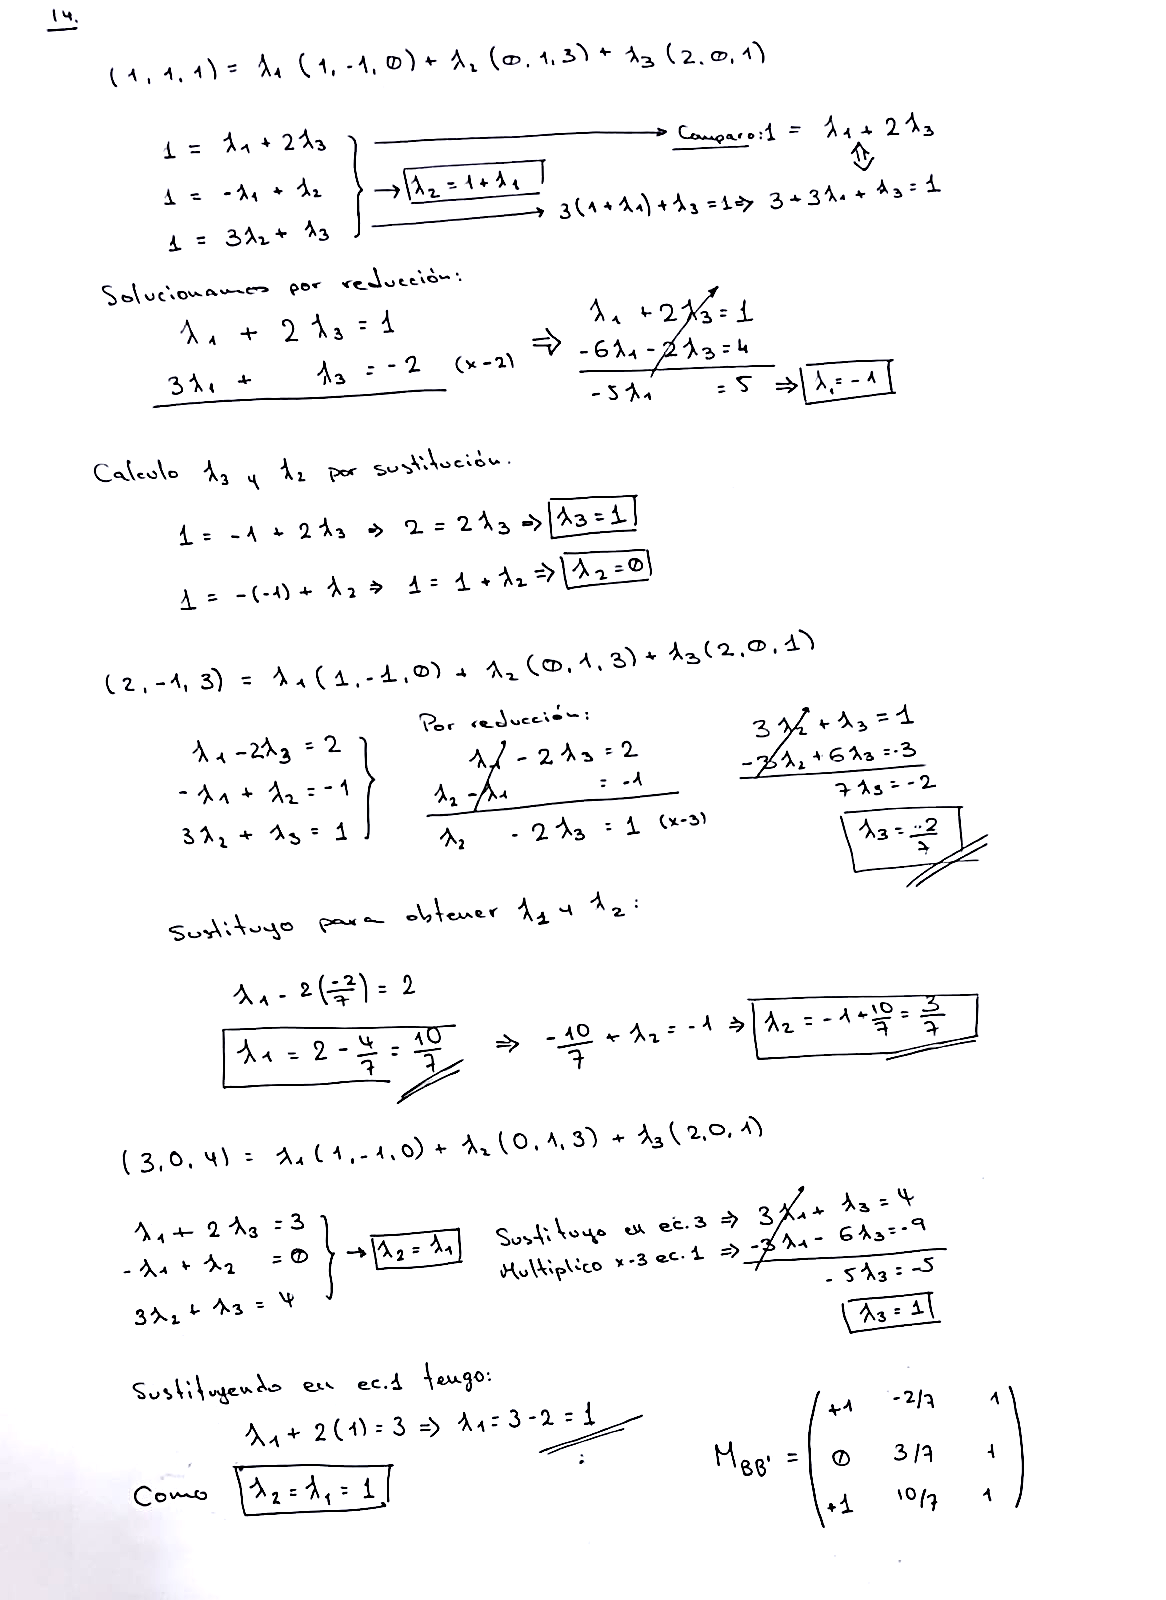 14.
(1, 1, 1) = λ₁ (1, -1, 0) + λ₂ (0, 1, 3) + λ₃ (2, 0, 1)
1 = λ₁ + 2λ₃ → Comparo: 1 = λ₁ + 2λ₃
1 = -λ₁ + λ₂ → λ₂ = 1 + λ₁
1 = 3λ₂ + λ₃ → 3(1 + λ₁) + λ₃ = 1 ⇒ 3 + 3λ₁ + λ₃ = 1
Solucionamos por reducción:
λ₁ + 2λ₃ = 1 ⇒ λ₁ + 2λ₃ = 1
3λ₁ + λ₃ = -2 (x-2) -6λ₁ - 2λ₃ = 4
-5λ₁ = 5 ⇒ λ₁ = -1
Calculo λ₃ y λ₂ por sustitución.
1 = -1 + 2λ₃ ⇒ 2 = 2λ₃ ⇒ λ₃ = 1
1 = -(-1) + λ₂ ⇒ 1 = 1 + λ₂ ⇒ λ₂ = 0
(2, -1, 3) = λ₁ (1, -1, 0) + λ₂ (0, 1, 3) + λ₃ (2, 0, 1)
Por reducción:
λ₁ - 2λ₃ = 2 λ₁ - 2λ₃ = 2 3λ₂ + λ₃ = 1
-λ₁ + λ₂ = -1 λ₂ - λ₁ = -1 -3λ₂ + 6λ₃ = -3
3λ₂ + λ₃ = 1 λ₂ - 2λ₃ = 1 (x-3) 7λ₃ = -2
λ₃ = -2/7
Sustituyo para obtener λ₁ y λ₂:
λ₁ - 2(-2/7) = 2
λ₁ = 2 - 4/7 = 10/7 ⇒ -10/7 + λ₂ = -1 ⇒ λ₂ = -1 + 10/7 = 3/7
(3, 0, 4) = λ₁ (1, -1, 0) + λ₂ (0, 1, 3) + λ₃ (2, 0, 1)
λ₁ + 2λ₃ = 3 Sustituyo en ec. 3 ⇒ 3λ₁ + λ₃ = 4
-λ₁ + λ₂ = 0 → λ₂ = λ₁ Multiplico x-3 ec. 1 ⇒ -3λ₁ - 6λ₃ = -9
3λ₂ + λ₃ = 4 -5λ₃ = -5
λ₃ = 1
Sustituyendo en ec. 1 tengo:
λ₁ + 2(1) = 3 ⇒ λ₁ = 3 - 2 = 1
Como λ₂ = λ₁ = 1
+1 -2/7 1
M_BB' = 0 3/7 1
+1 10/7 1